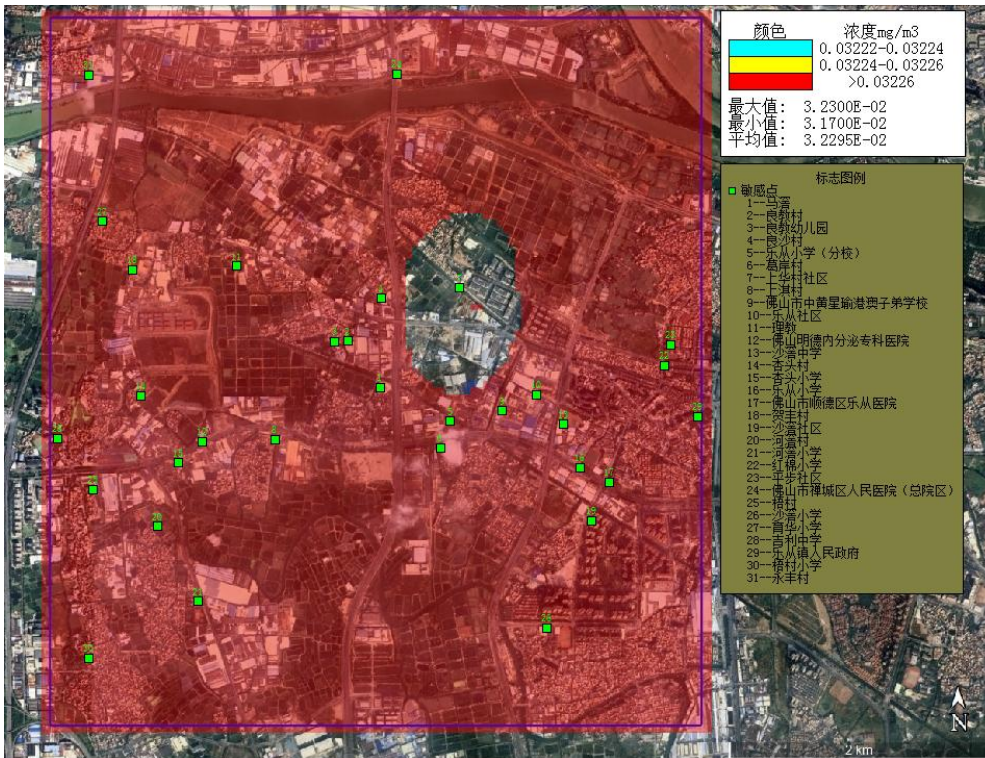 颜色 浓度mg/m3
0.03222-0.03224
0.03224-0.03226
>0.03226
最大值: 3.2300E-02
最小值: 3.1700E-02
平均值: 3.2295E-02
标志图例
敏感点
1--马滘
2--良教村
3--良教幼儿园
4--良沙村
5--乐从小学（分校）
6--葛岸村
7--上华村社区
8--上淇村
9--佛山市中黄星瑜港澳子弟学校
10--乐从社区
11--理教
12--佛山明德内分泌专科医院
13--沙滘中学
14--杏头村
15--杏头小学
16--乐从小学
17--佛山市顺德区乐从医院
18--贺丰村
19--沙滘社区
20--河滘村
21--河滘小学
22--红棉小学
23--平步社区
24--佛山市禅城区人民医院（总院区）
25--梧村
26--沙滘小学
27--育华小学
28--吉利中学
29--乐从镇人民政府
30--梧村小学
31--永丰村
N
2 km